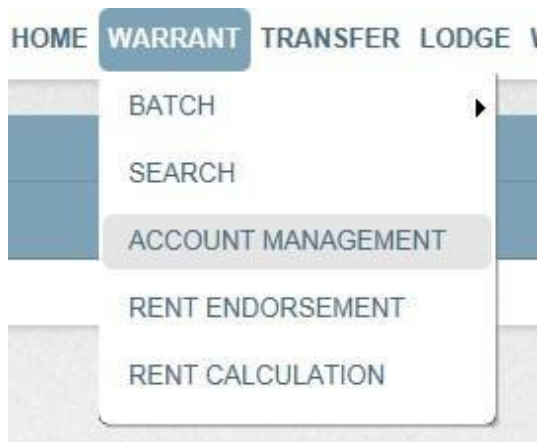 HOME WARRANT TRANSFER LODGE
BATCH
SEARCH
ACCOUNT MANAGEMENT
RENT ENDORSEMENT
RENT CALCULATION